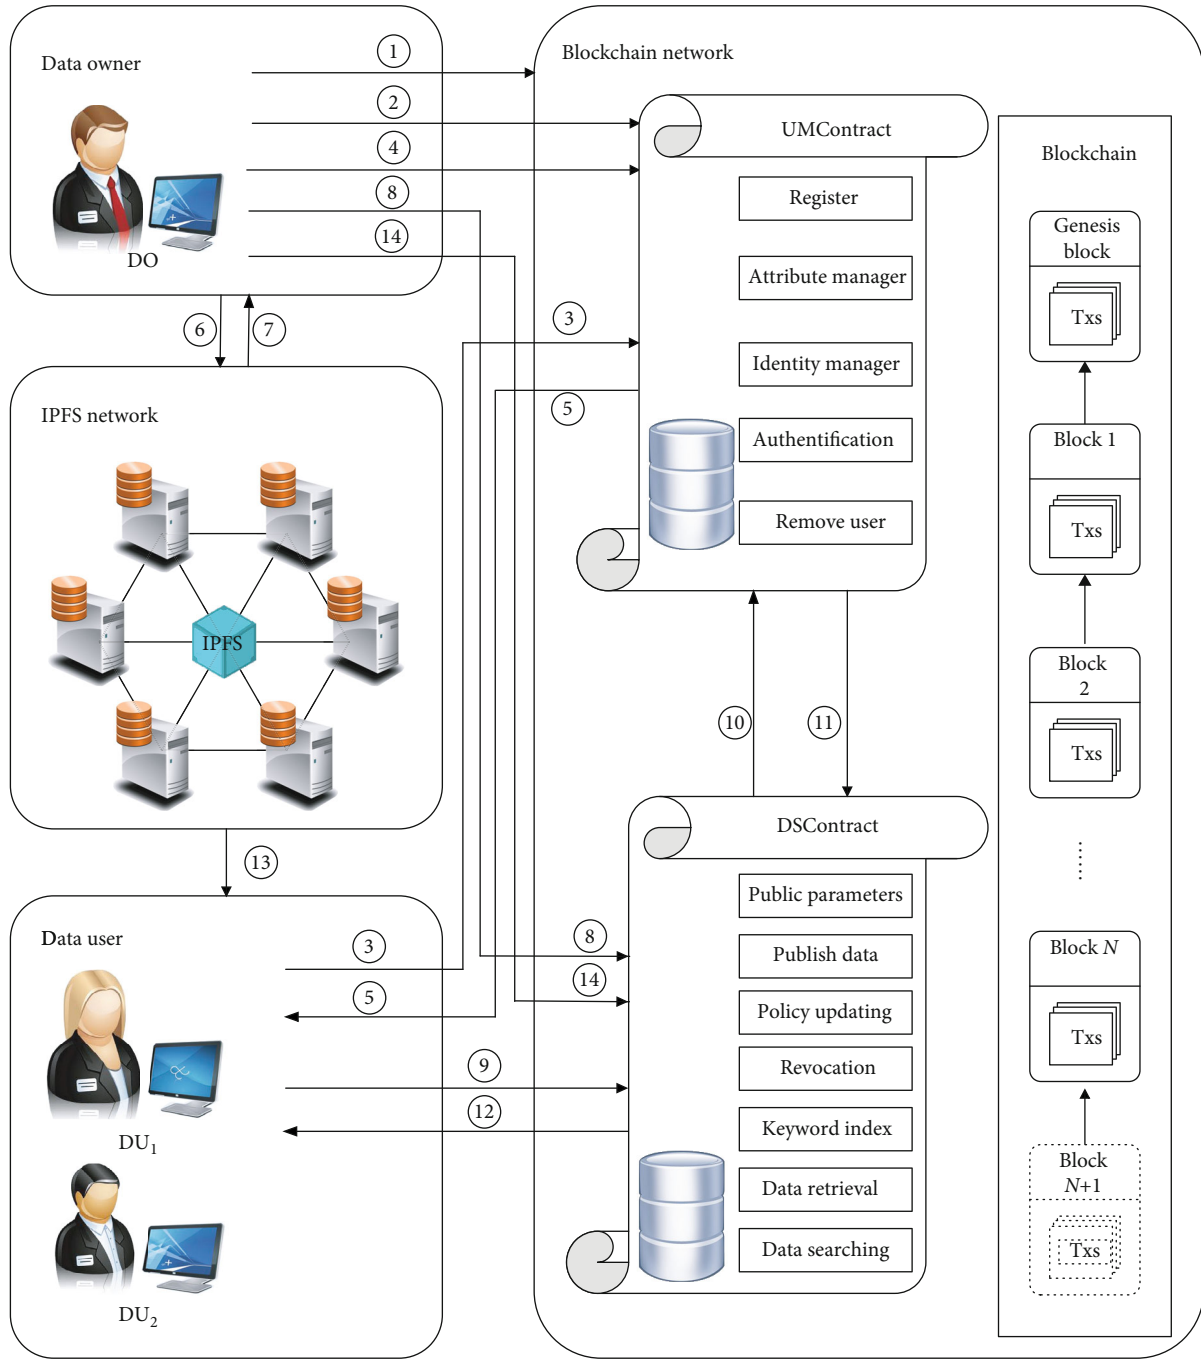 Data owner
DO
1
2
4
8
14
6
7
IPFS network
IPFS
13
Data user
3
5
9
12
DU1
DU2
Blockchain network
3
5
8
14
UMContract
Register
Attribute manager
Identity manager
Authentification
Remove user
10
11
DSContract
Public parameters
Publish data
Policy updating
Revocation
Keyword index
Data retrieval
Data searching
Blockchain
Genesis
block
Txs
Block 1
Txs
Block
2
Txs
......
Block N
Txs
Block
N+1
Txs